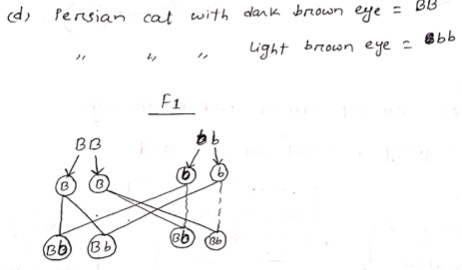 (d) Persian cat with dark brown eye = BB
" " " light brown eye = bb
F1
BB bb
B B b b
Bb Bb Bb Bb